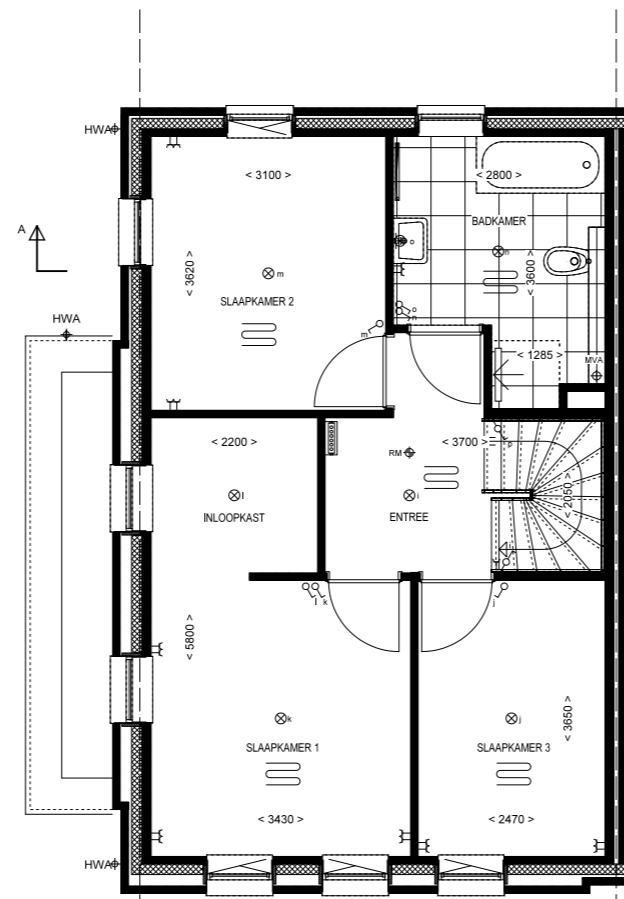 HWA
< 3100 >
< 2800 >
BADKAMER
A
o
n
m
< 3620 >
< 3600 >
SLAAPKAMER 2
o
n
HWA
m
< 1285 >
MVA
< 2200 >
< 3700 >
p
RM
l
i
< 2050 >
INLOOPKAST
ENTREE
l
k
j
< 5800 >
k
j
< 3650 >
SLAAPKAMER 1
SLAAPKAMER 3
< 3430 >
< 2470 >
HWA